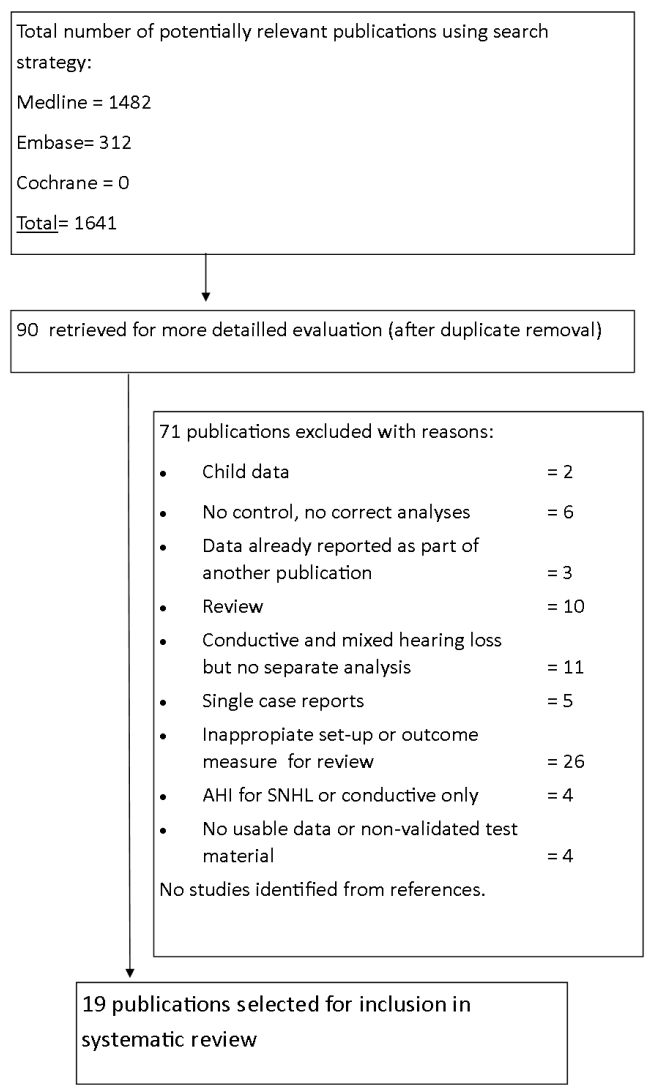 Total number of potentially relevant publications using search
strategy:
Medline = 1482
Embase= 312
Cochrane = 0
Total= 1641
90 retrieved for more detailled evaluation (after duplicate removal)
71 publications excluded with reasons:
• Child data = 2
• No control, no correct analyses = 6
• Data already reported as part of
another publication = 3
• Review = 10
• Conductive and mixed hearing loss
but no separate analysis = 11
• Single case reports = 5
• Inappropiate set-up or outcome
measure for review = 26
• AHI for SNHL or conductive only = 4
• No usable data or non-validated test
material = 4
No studies identified from references.
19 publications selected for inclusion in
systematic review